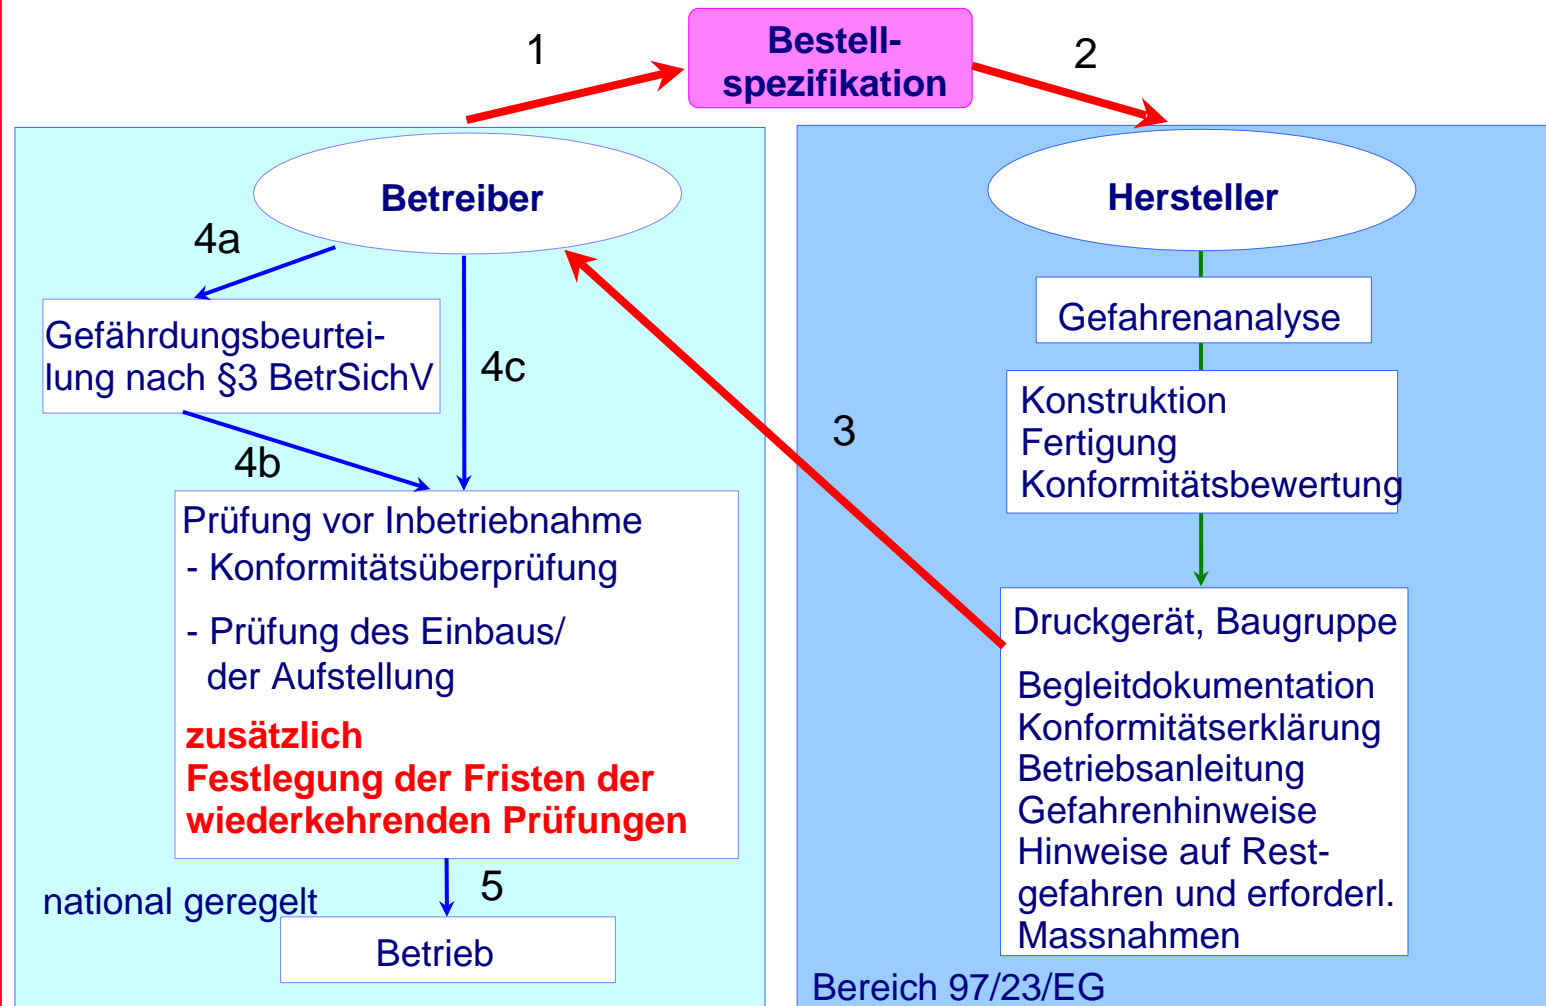 1
Bestell-
spezifikation
2
Betreiber
4a
Gefährdungsbeurtei-
lung nach §3 BetrSichV
4c
4b
Prüfung vor Inbetriebnahme
- Konformitätsüberprüfung
- Prüfung des Einbaus/
der Aufstellung
zusätzlich
Festlegung der Fristen der
wiederkehrenden Prüfungen
5
national geregelt
Betrieb
3
Hersteller
Gefahrenanalyse
Konstruktion
Fertigung
Konformitätsbewertung
Druckgerät, Baugruppe
Begleitdokumentation
Konformitätserklärung
Betriebsanleitung
Gefahrenhinweise
Hinweise auf Rest-
gefahren und erforderl.
Massnahmen
Bereich 97/23/EG